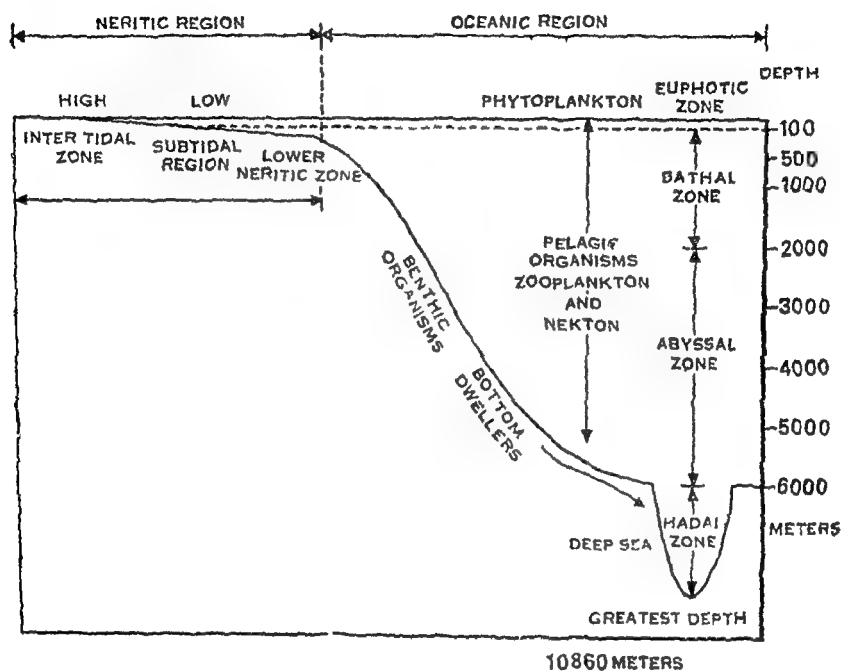 NERITIC REGION
OCEANIC REGION
DEPTH
HIGH
LOW
PHYTOPLANKTON
EUPHOTIC
ZONE
INTER TIDAL
ZONE
SUBTIDAL
REGION
LOWER
NERITIC ZONE
100
500
1000
2000
3000
4000
5000
6000
METERS
BATHAL
ZONE
PELAGIC
ORGANISMS
ZOOPLANKTON
AND
NEKTON
ABYSSAL
ZONE
BENTHIC
ORGANISMS
BOTTOM
DWELLERS
DEEP SEA
HADAL
ZONE
GREATEST DEPTH
10860 METERS